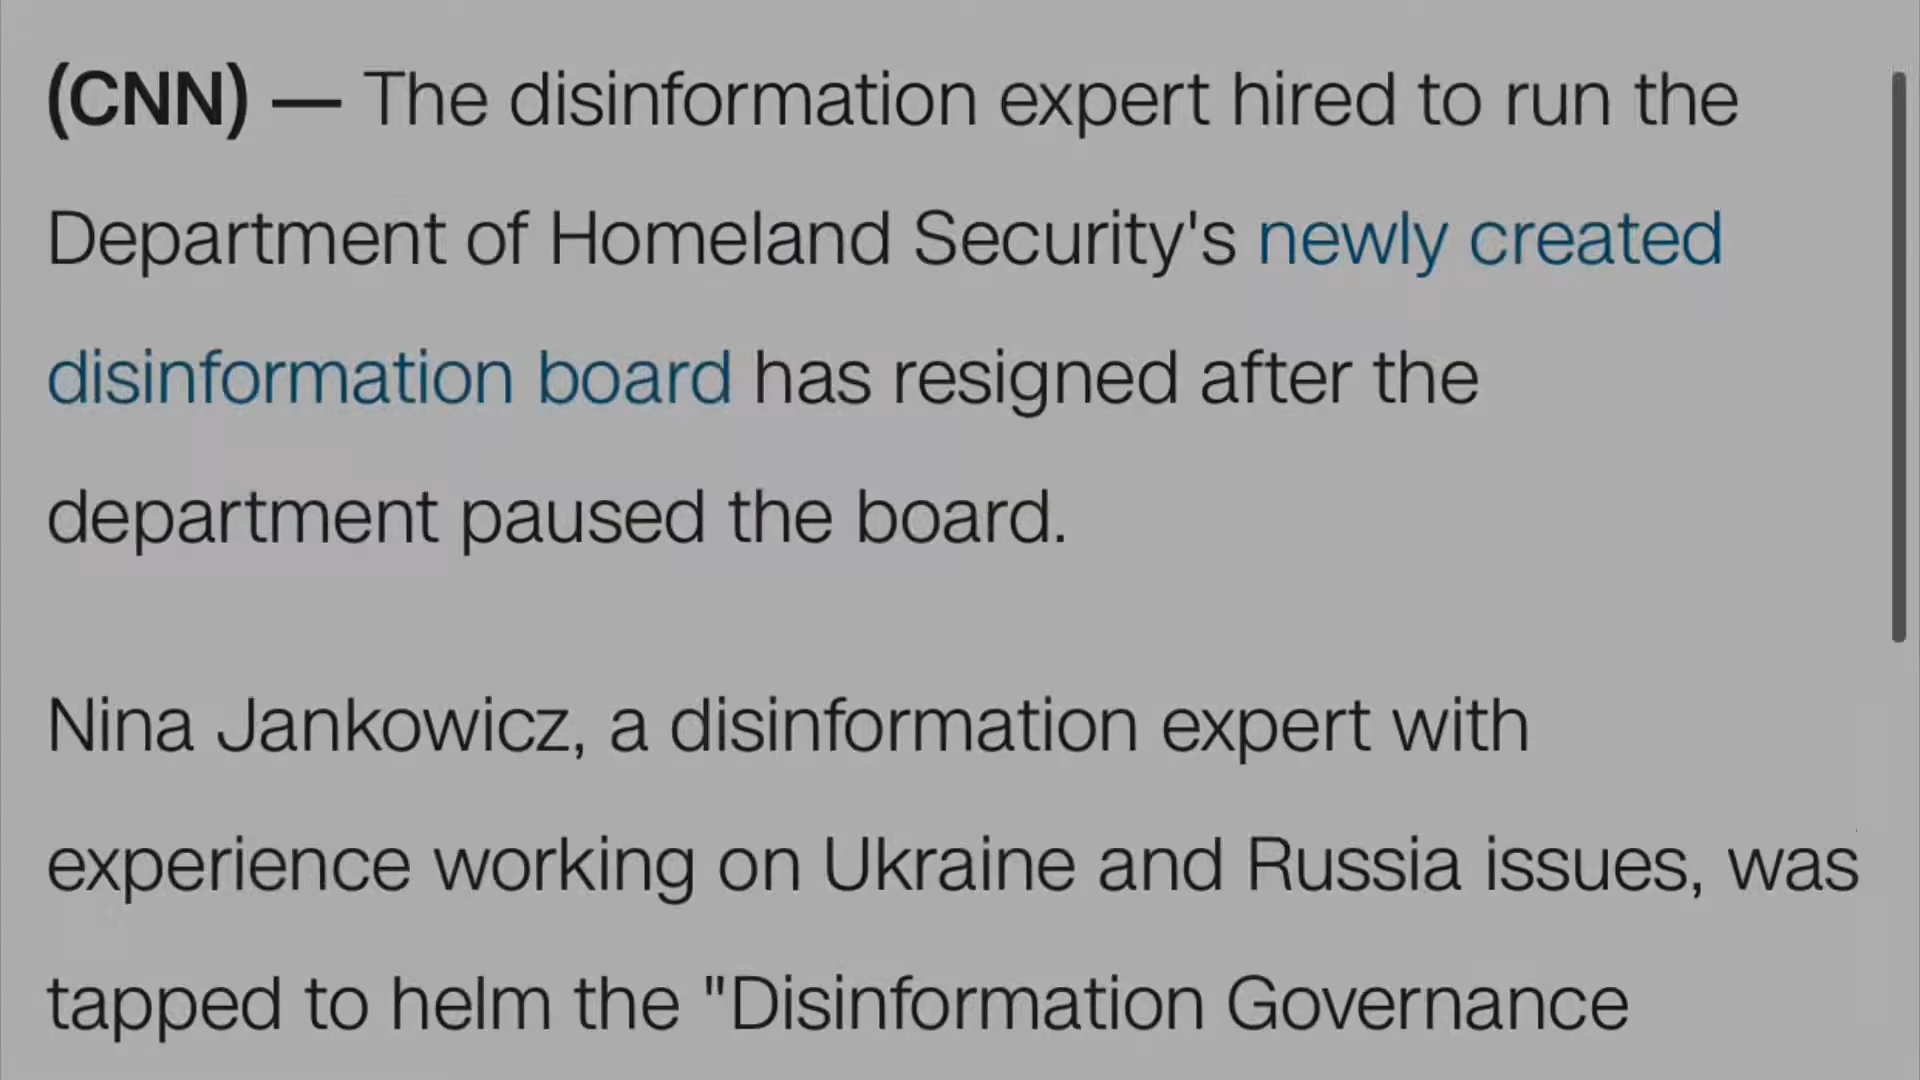 (CNN) — The disinformation expert hired to run the
Department of Homeland Security's newly created
disinformation board has resigned after the
department paused the board.
Nina Jankowicz, a disinformation expert with
experience working on Ukraine and Russia issues, was
tapped to helm the "Disinformation Governance